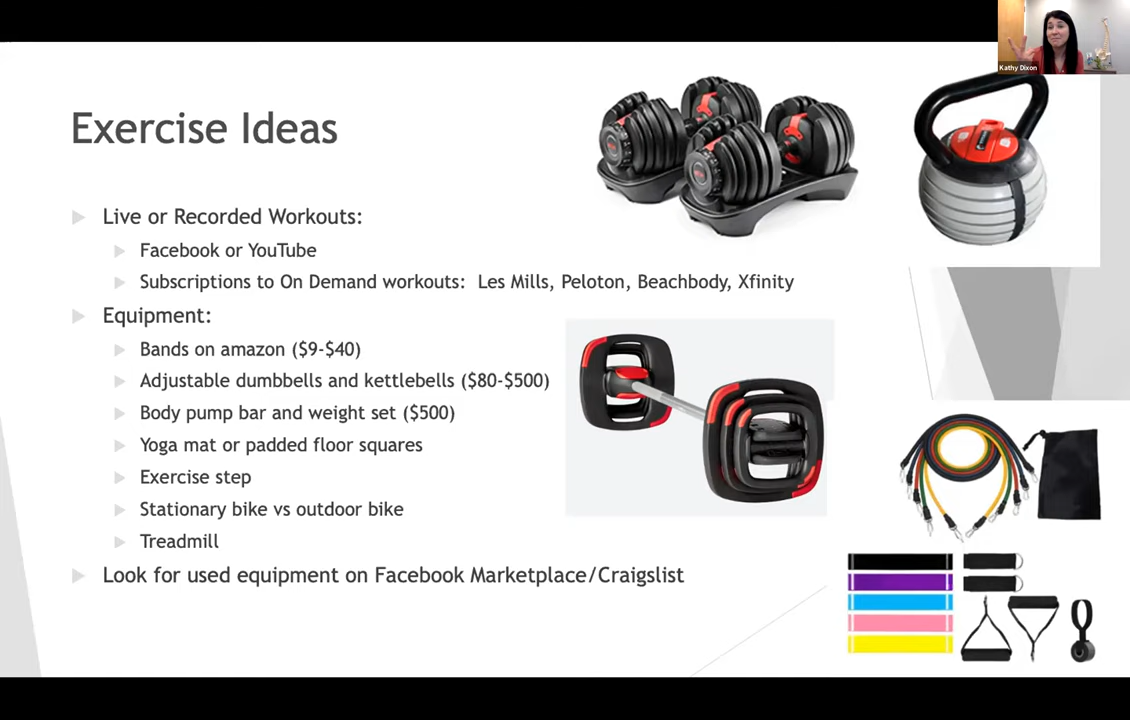 Kathy Dixon
Exercise Ideas
Live or Recorded Workouts:
Facebook or YouTube
Subscriptions to On Demand workouts: Les Mills, Peloton, Beachbody, Xfinity
Equipment:
Bands on amazon ($9-$40)
Adjustable dumbbells and kettlebells ($80-$500)
Body pump bar and weight set ($500)
Yoga mat or padded floor squares
Exercise step
Stationary bike vs outdoor bike
Treadmill
Look for used equipment on Facebook Marketplace/Craigslist